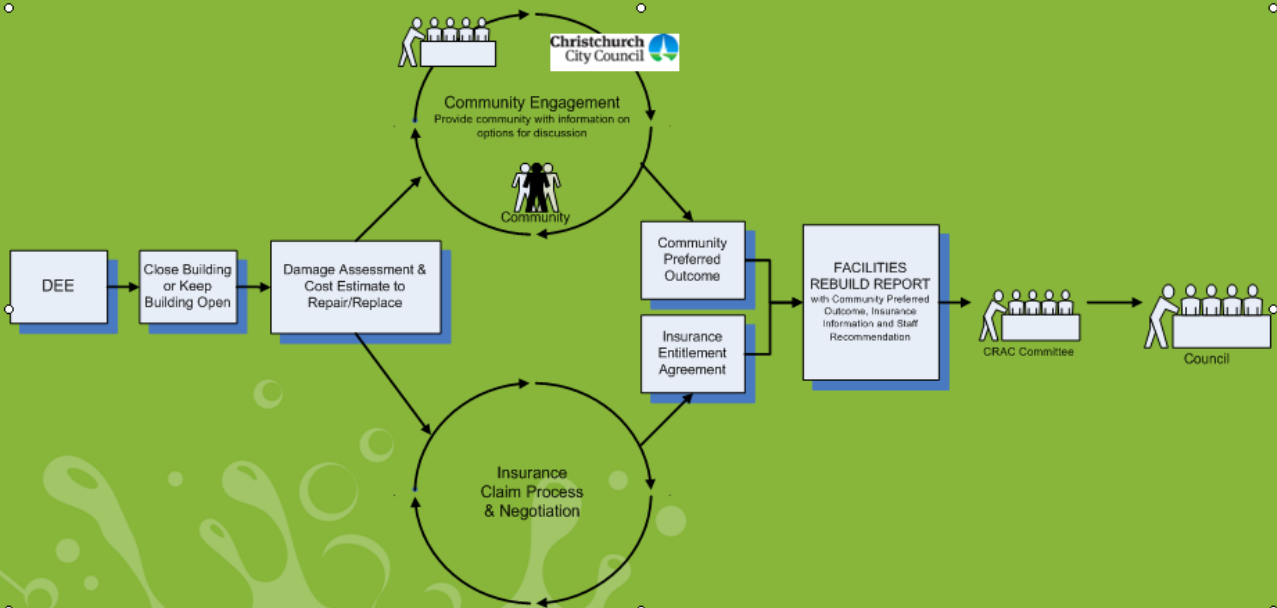 Christchurch
City Council
Community Engagement
Provide community with information on
options for discussion
Community
DEE
Close Building
or Keep
Building Open
Damage Assessment &
Cost Estimate to
Repair/Replace
Community
Preferred
Outcome
Insurance
Entitlement
Agreement
FACILITIES
REBUILD REPORT
with Community Preferred
Outcome, Insurance
Information and Staff
Recommendation
CRAC Committee
Council
Insurance
Claim Process
& Negotiation